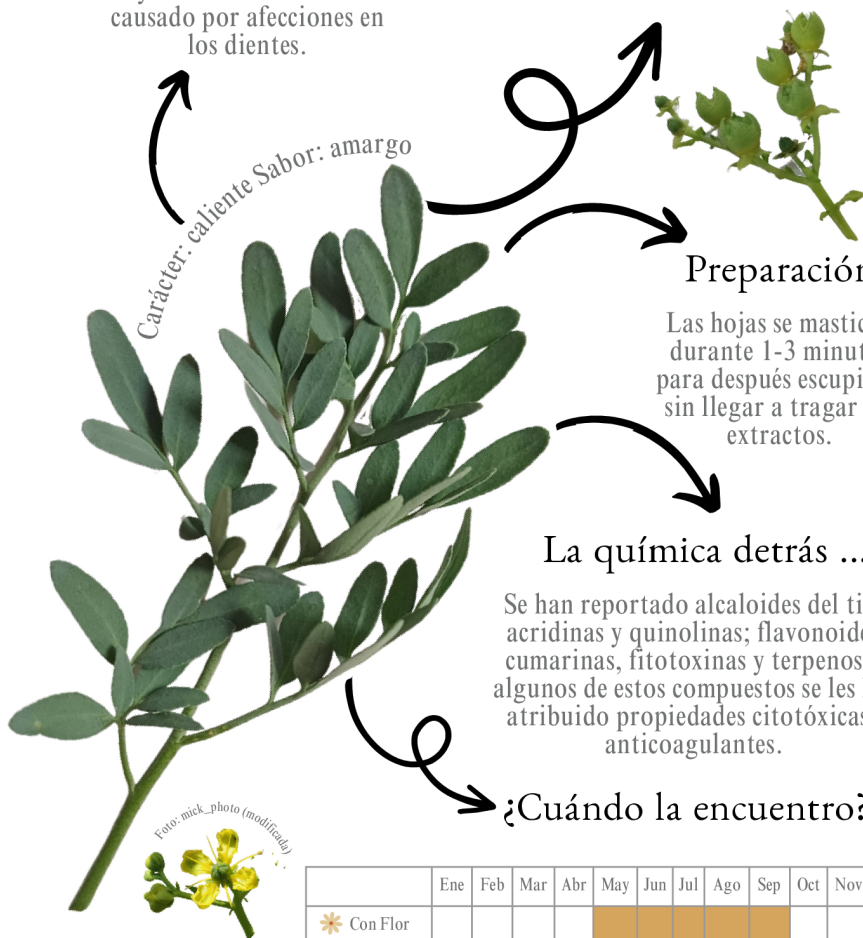 causado por afecciones en
los dientes.
Carácter: caliente Sabor: amargo
Preparación
Las hojas se mastic
durante 1-3 minut
para después escupi
sin llegar a tragar
extractos.
La química detrás ...
Se han reportado alcaloides del ti
acridinas y quinolinas; flavonoid
cumarinas, fitotoxinas y terpenos
algunos de estos compuestos se les
atribuido propiedades citotóxicas
anticoagulantes.
¿Cuándo la encuentro?
Foto: mick_photo (modificada)
Ene Feb Mar Abr May Jun Jul Ago Sep Oct Nov
Con Flor